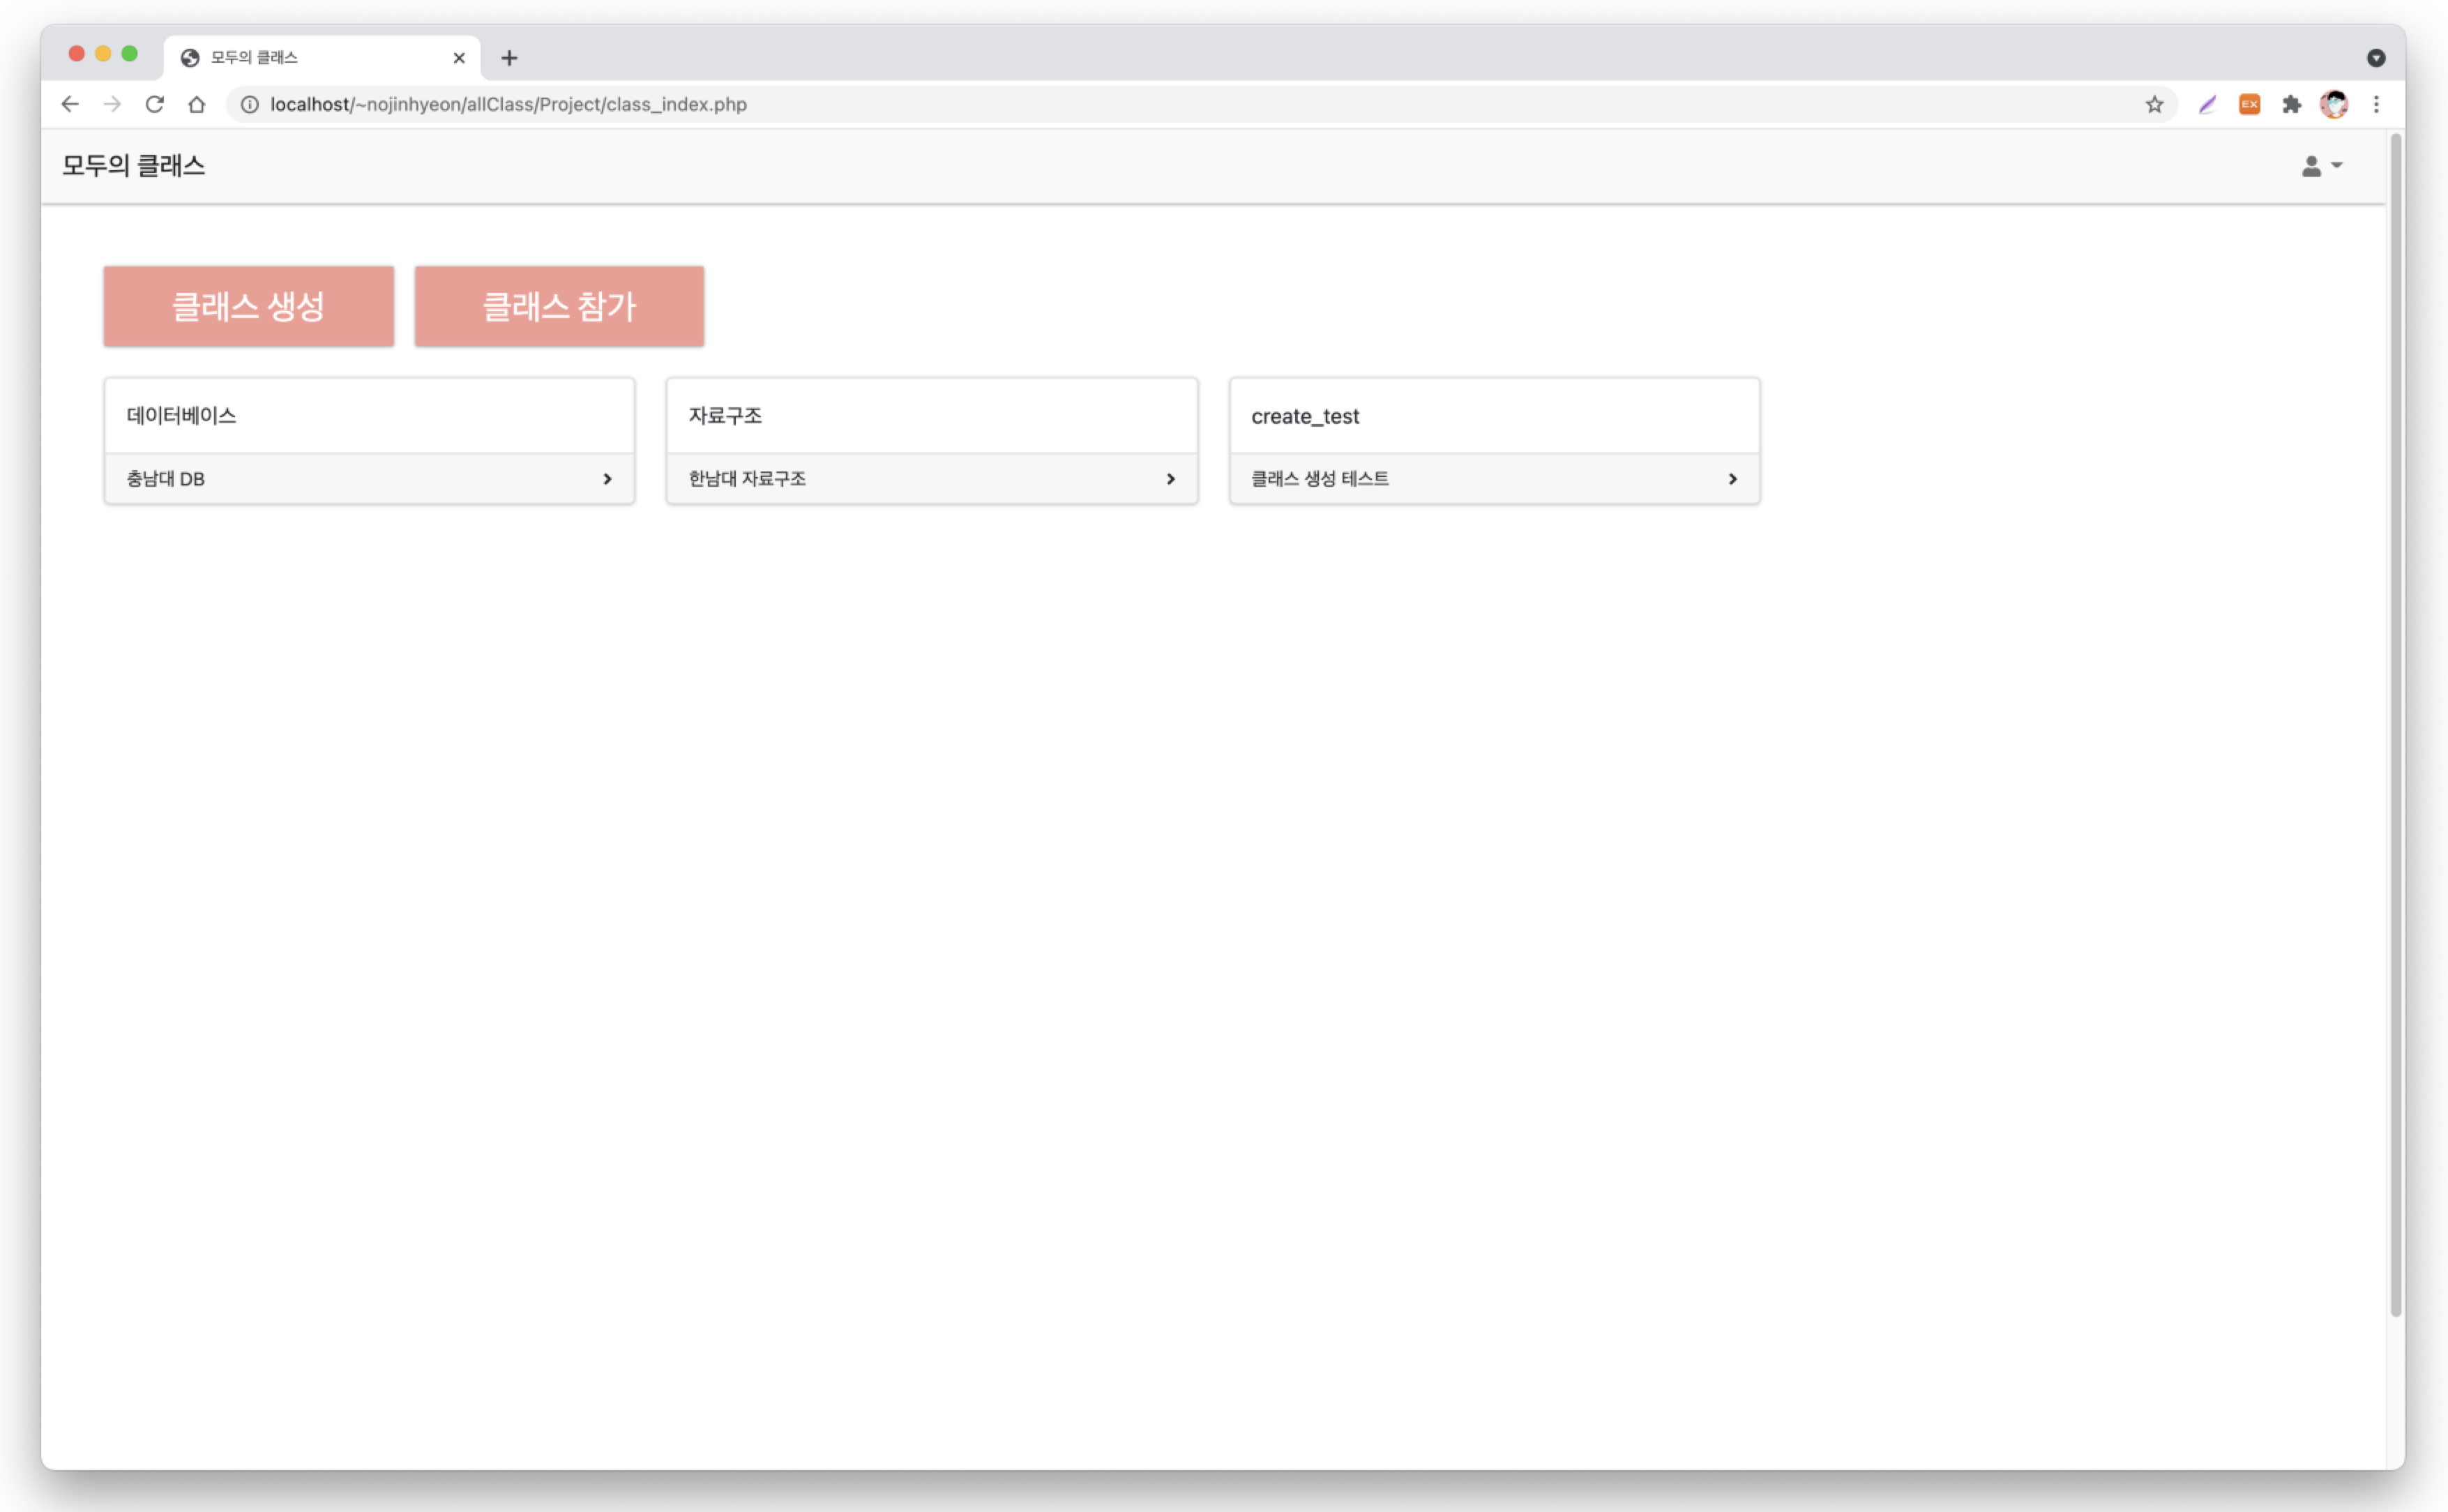 모두의 클래스
localhost/~nojinhyeon/allClass/Project/class_index.php
EX
모두의 클래스
클래스 생성 클래스 참가
데이터베이스 자료구조 create_test
충남대 DB 한남대 자료구조 클래스 생성 테스트